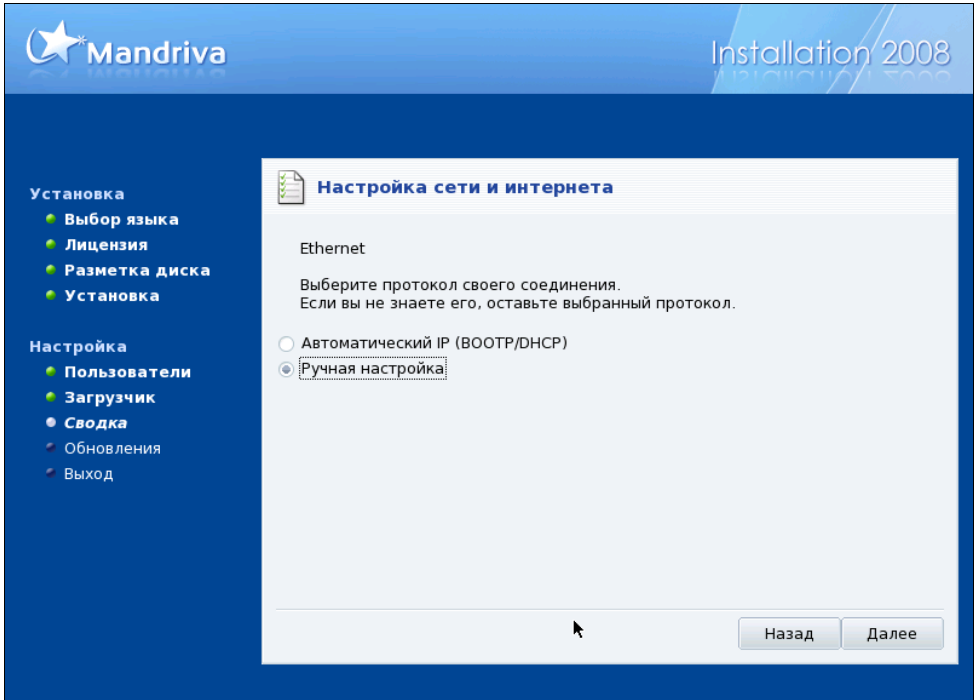 Mandriva
Installation 2008
Установка
Выбор языка
Лицензия
Разметка диска
Установка
Настройка
Пользователи
Загрузчик
Сводка
Обновления
Выход
Настройка сети и интернета
Ethernet
Выберите протокол своего соединения.
Если вы не знаете его, оставьте выбранный протокол.
Автоматический IP (BOOTP/DHCP)
Ручная настройка
Назад
Далее